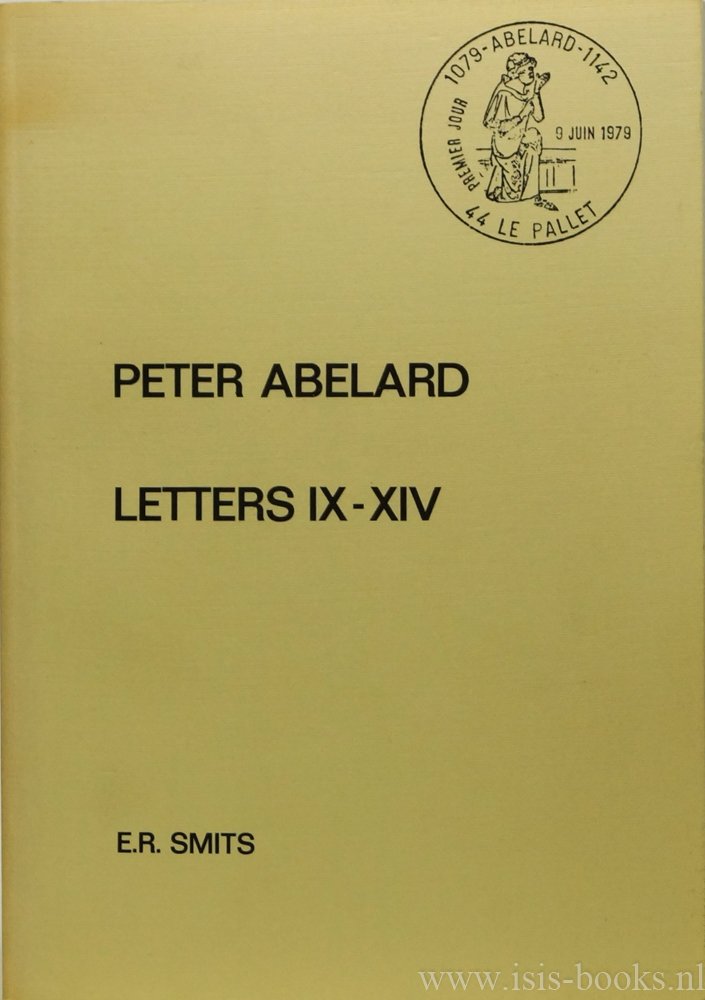 1079-ABELARD-1142
PREMIER JOUR
9 JUIN 1979
44 LE PALLET
PETER ABELARD
LETTERS IX-XIV
E.R. SMITS
www.isis-books.nl